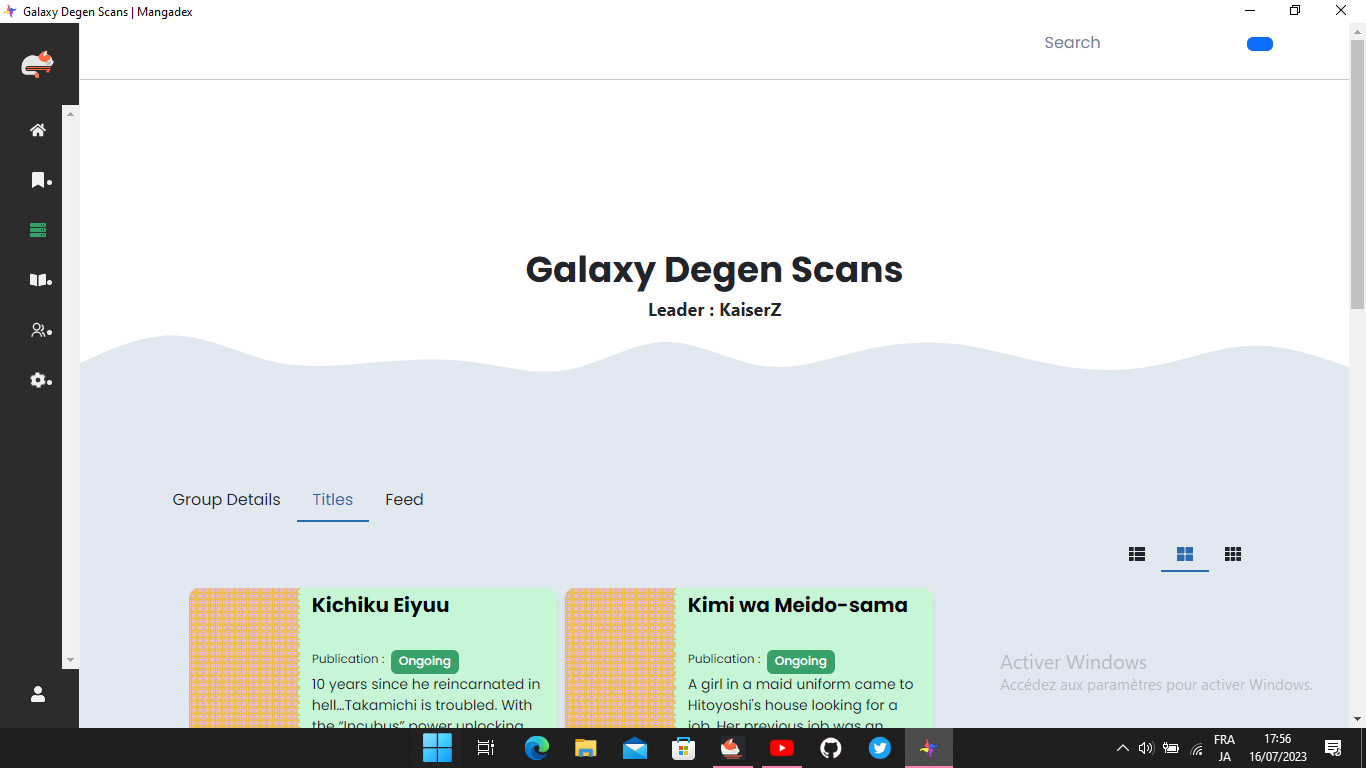 Galaxy Degen Scans | Mangadex
Search
Galaxy Degen Scans
Leader : KaiserZ
Group Details
Titles
Feed
Kichiku Eiyuu
Publication :
Ongoing
10 years since he reincarnated in
hell...Takamichi is troubled. With
the “Incubus” power unlocking
Kimi wa Meido-sama
Publication :
Ongoing
A girl in a maid uniform came to
Hitoyoshi's house looking for a
job. Her previous job was an
Activer Windows
Accédez aux paramètres pour activer Windows.
FRA
JA
17:56
16/07/2023